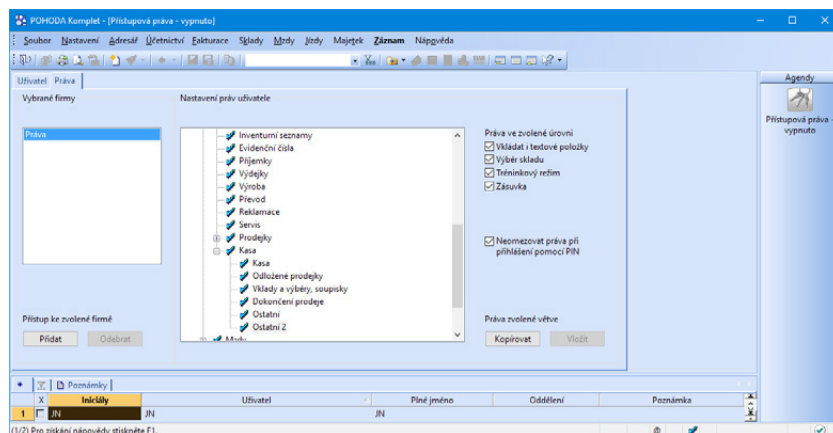 POHODA Komplet - [Přístupová práva - vypnuto]
Soubor Nastavení Adresář Účetnictví Fakturace Sklady Mzdy Jízdy Majetek Záznam Nápověda
Uživatel Práva
Agendy
Vybrané firmy
Nastavení práv uživatele
Přístupová práva - vypnuto
Práva
Inventurní seznamy
Evidenční čísla
Příjemky
Výdejky
Výroba
Převod
Reklamace
Servis
Prodejky
Kasa
Kasa
Odložené prodejky
Vklady a výběry, soupisky
Dokončení prodeje
Ostatní
Ostatní 2
Mzdy
Práva ve zvolené úrovni
Vkládat i textové položky
Výběr skladu
Tréninkový režim
Zásuvka
Neomezovat práva při
přihlášení pomocí PIN
Přístup ke zvolené firmě
Práva zvolené větve
Přidat Odebrat
Kopírovat Vložit
Poznámky
X Iniciály Uživatel Plné jméno Oddělení Poznámka
1 JN JN JN
(1/2) Pro získání nápovědy stiskněte F1.